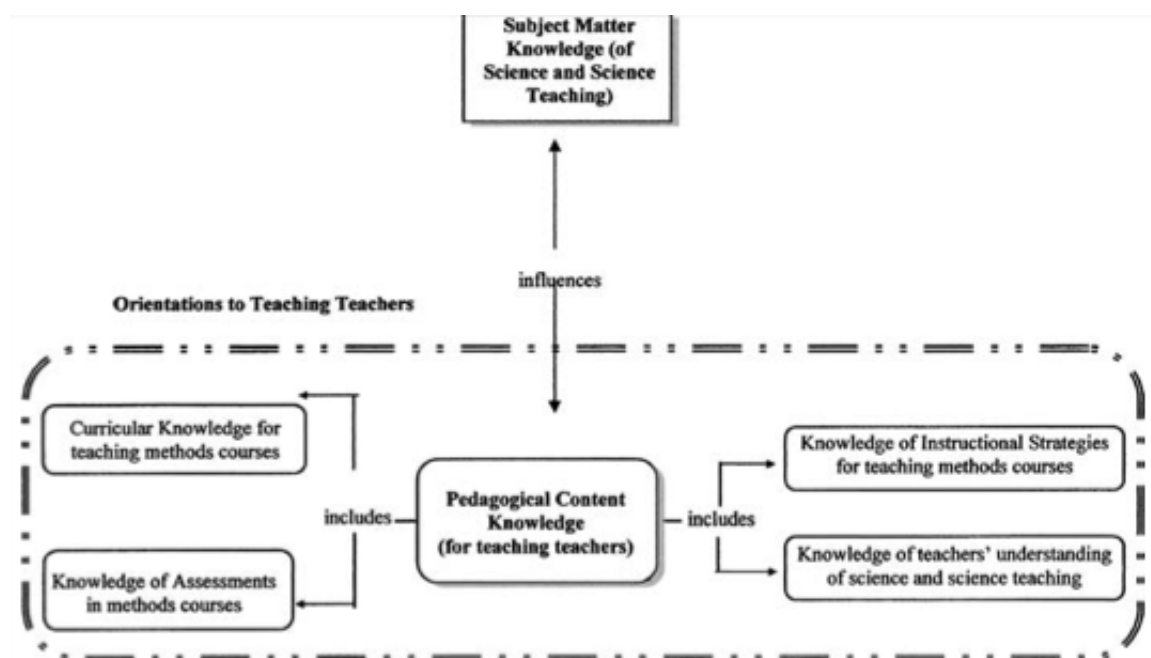 Subject Matter
Knowledge (of
Science and Science
Teaching)
influences
Orientations to Teaching Teachers
Curricular Knowledge for
teaching methods courses
Knowledge of Instructional Strategies
for teaching methods courses
Pedagogical Content
Knowledge
(for teaching teachers)
includes
includes
Knowledge of Assessments
in methods courses
Knowledge of teachers' understanding
of science and science teaching